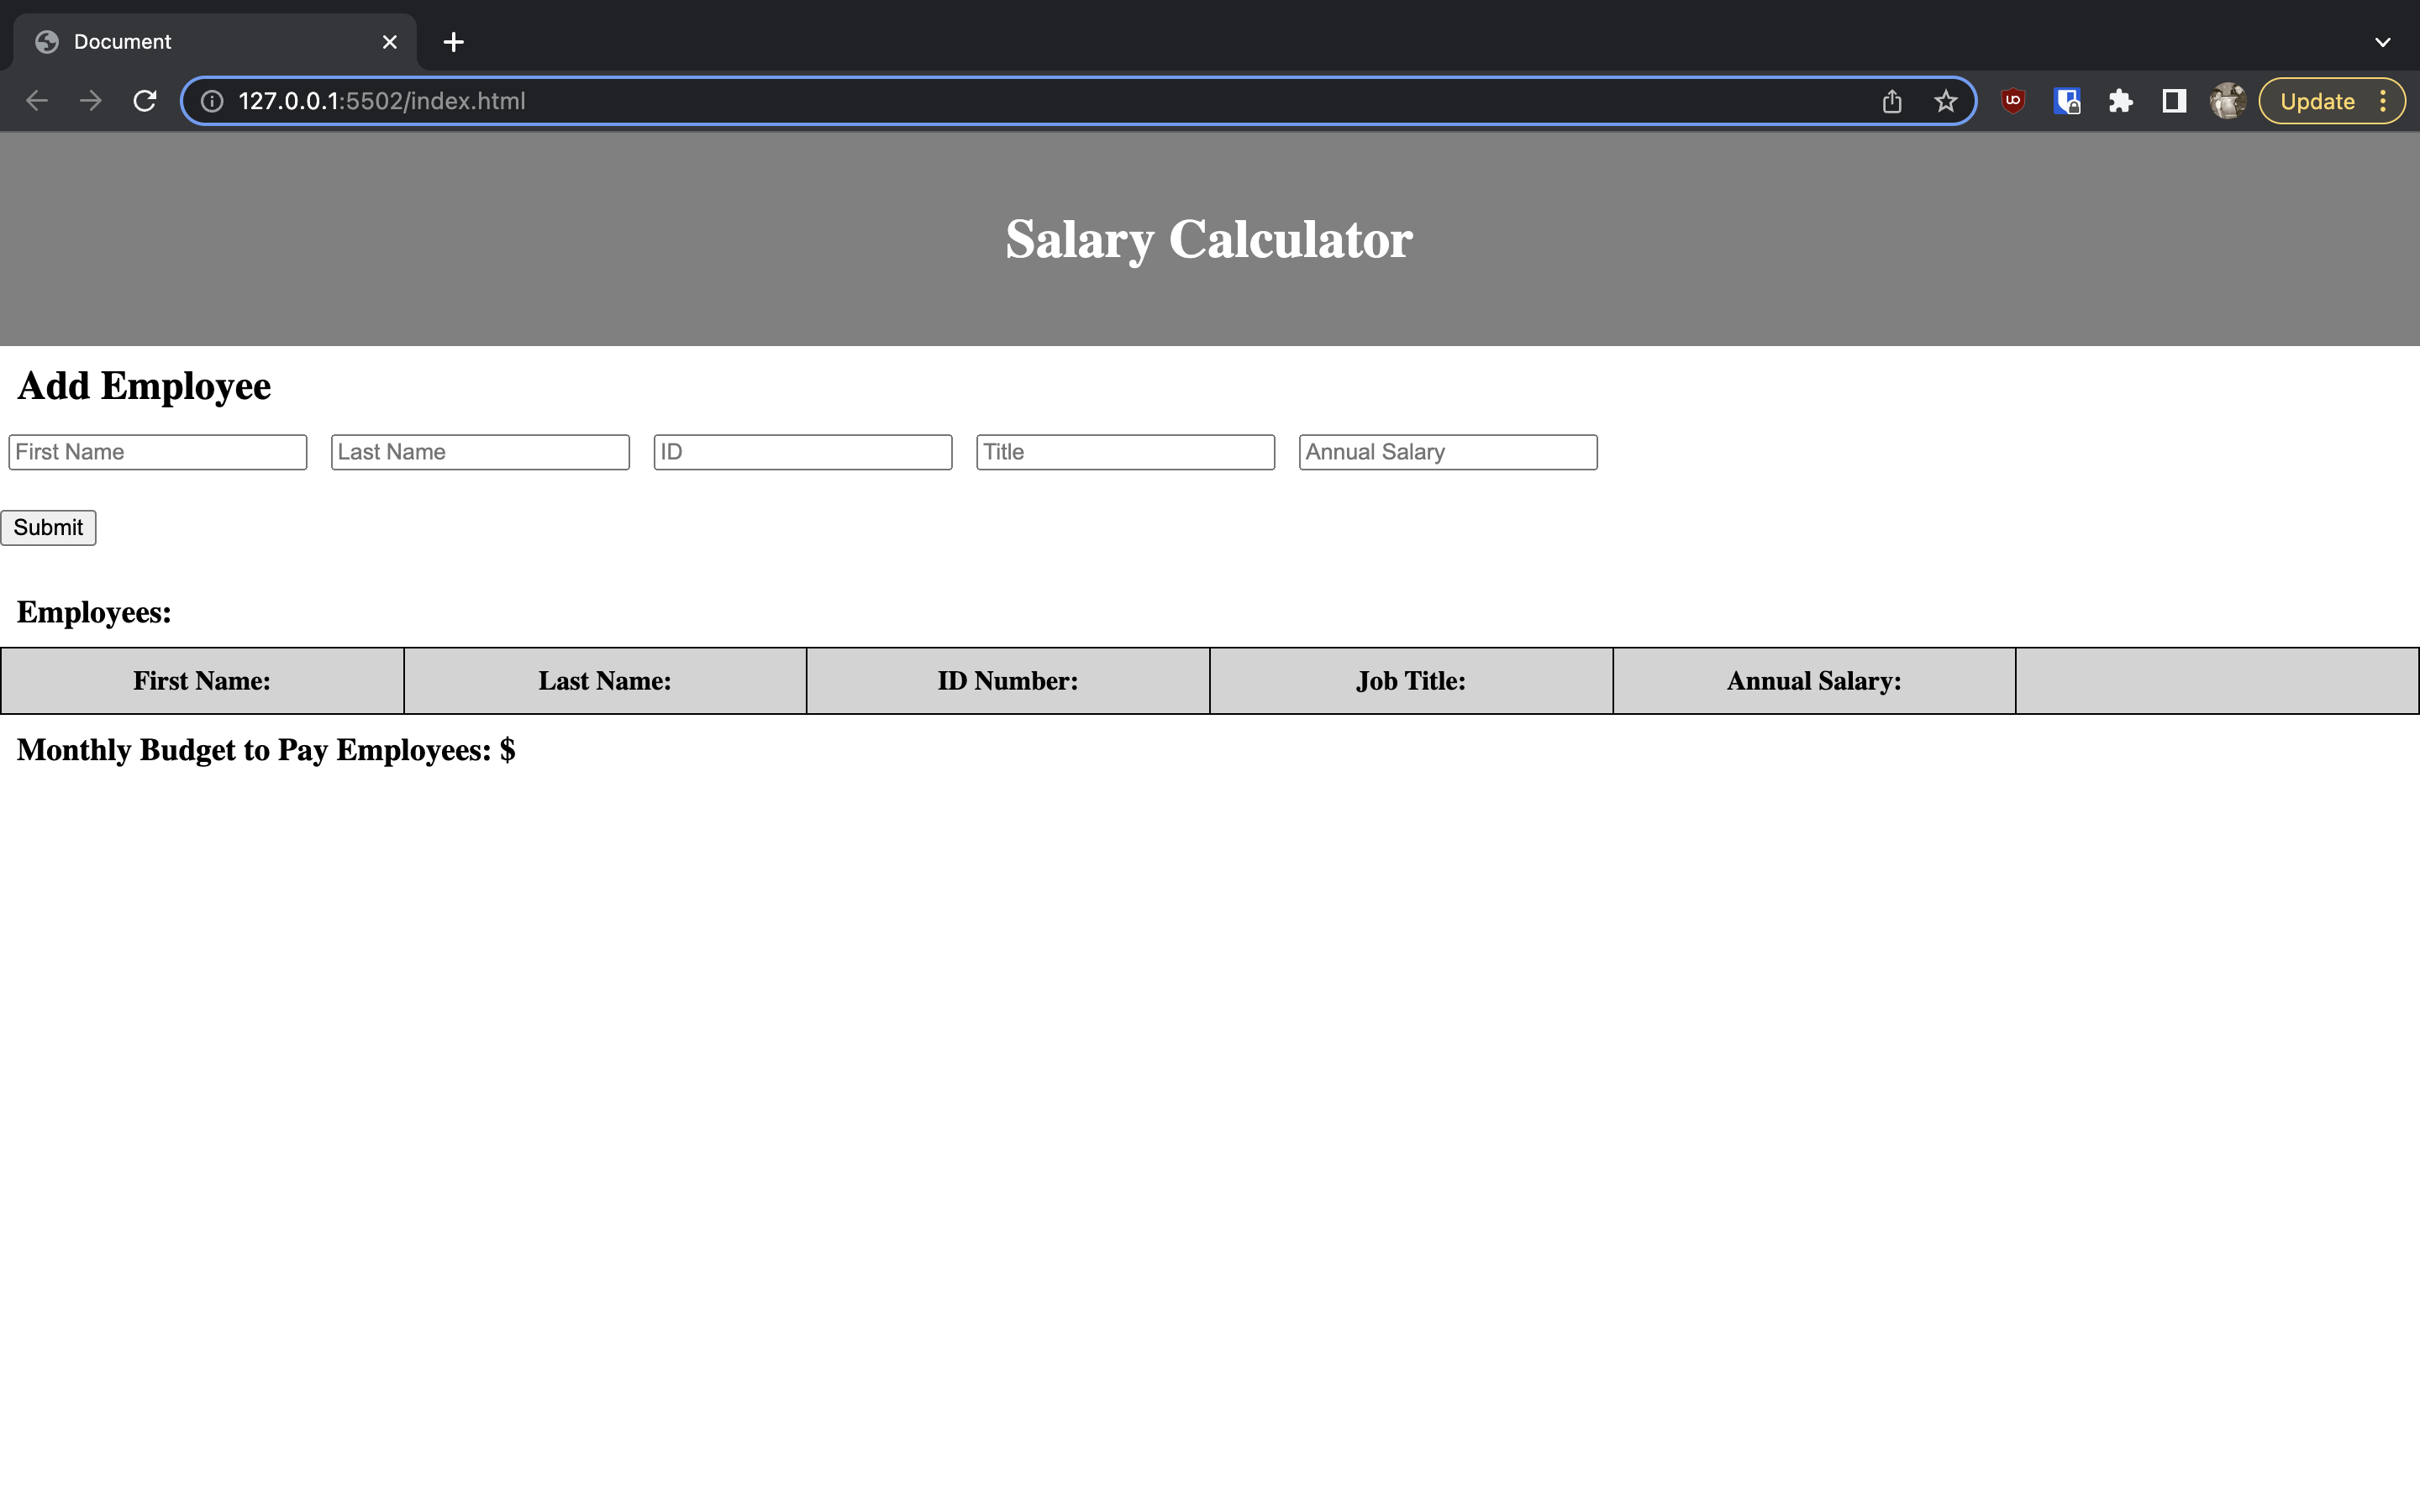 Document
127.0.0.1:5502/index.html
Update
Salary Calculator
Add Employee
First Name Last Name ID Title Annual Salary
Submit
Employees:
First Name: Last Name: ID Number: Job Title: Annual Salary:
Monthly Budget to Pay Employees: $